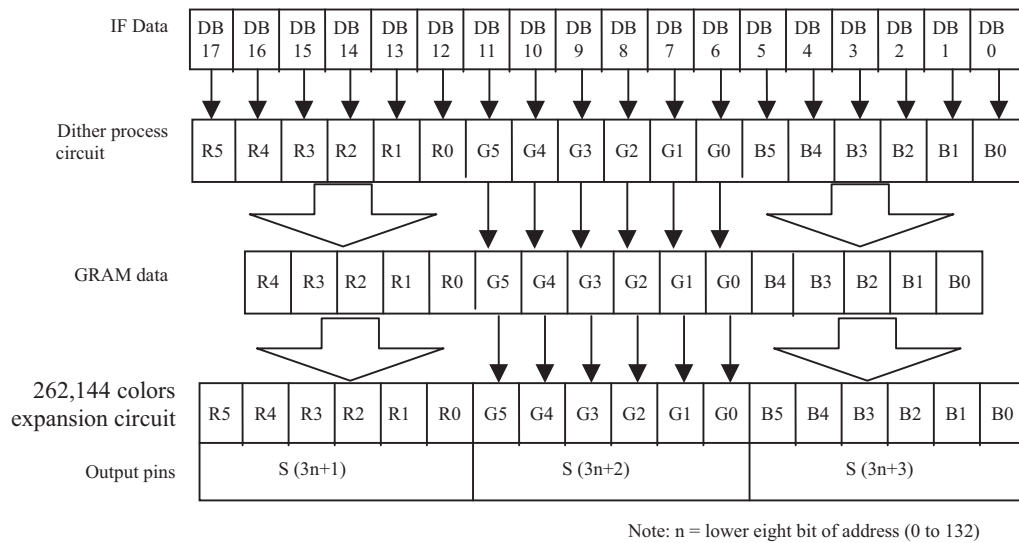 IF Data
DB 17 DB 16 DB 15 DB 14 DB 13 DB 12 DB 11 DB 10 DB 9 DB 8 DB 7 DB 6 DB 5 DB 4 DB 3 DB 2 DB 1 DB 0
Dither process
circuit
R5 R4 R3 R2 R1 R0 G5 G4 G3 G2 G1 G0 B5 B4 B3 B2 B1 B0
GRAM data
R4 R3 R2 R1 R0 G5 G4 G3 G2 G1 G0 B4 B3 B2 B1 B0
262,144 colors
expansion circuit
R5 R4 R3 R2 R1 R0 G5 G4 G3 G2 G1 G0 B5 B4 B3 B2 B1 B0
Output pins
S (3n+1) S (3n+2) S (3n+3)
Note: n = lower eight bit of address (0 to 132)